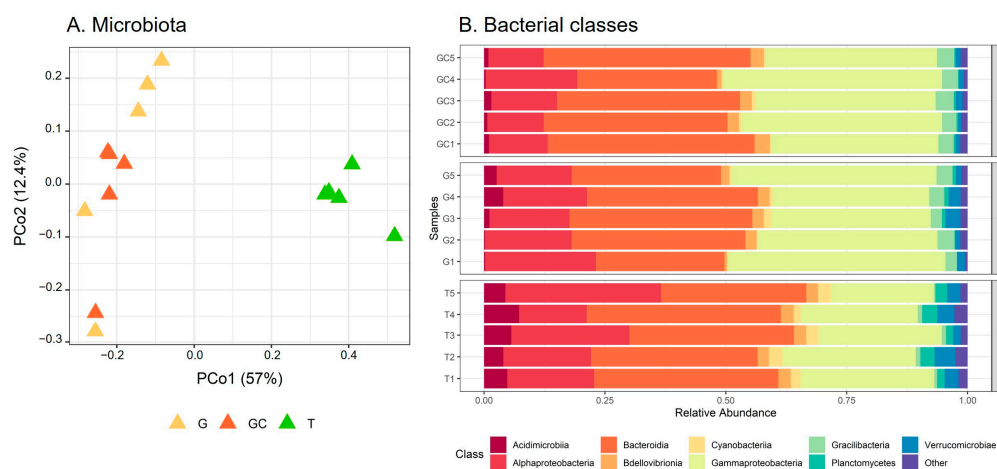 A. Microbiota
B. Bacterial classes
PCo2 (12.4%)
0.2
0.1
0.0
−0.1
−0.2
−0.3
−0.2
0.0
0.2
0.4
PCo1 (57%)
G
GC
T
Samples
GC5
GC4
GC3
GC2
GC1
G5
G4
G3
G2
G1
T5
T4
T3
T2
T1
0.00
0.25
0.50
0.75
1.00
Relative Abundance
Class
Acidimicrobiia
Bacteroidia
Cyanobacteriia
Gracilibacteria
Verrucomicrobiae
Alphaproteobacteria
Bdellovibrionia
Gammaproteobacteria
Planctomycetes
Other